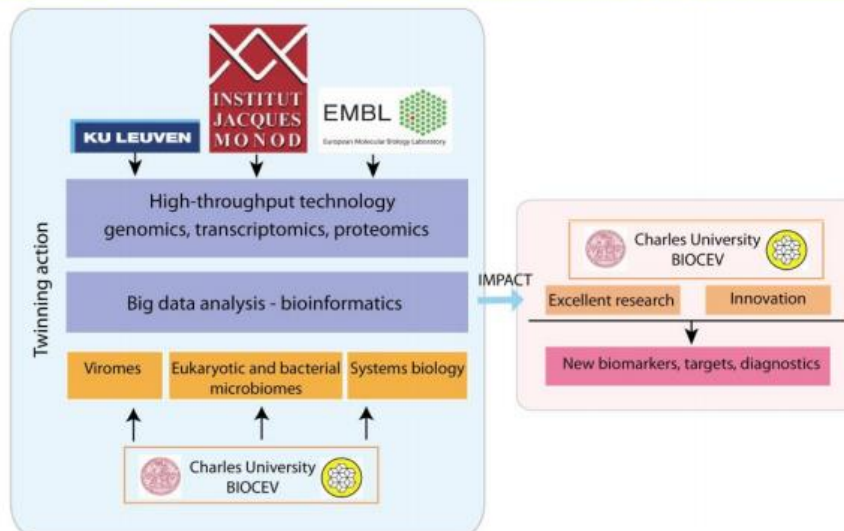 INSTITUT
JACQUES
MONOD
KU LEUVEN
EMBL
European Molecular Biology Laboratory
High-throughput technology
genomics, transcriptomics, proteomics
Big data analysis - bioinformatics
Twinning action
Viromes
Eukaryotic and bacterial
microbiomes
Systems biology
Charles University
BIOCEV
IMPACT
Charles University
BIOCEV
Excellent research
Innovation
New biomarkers, targets, diagnostics